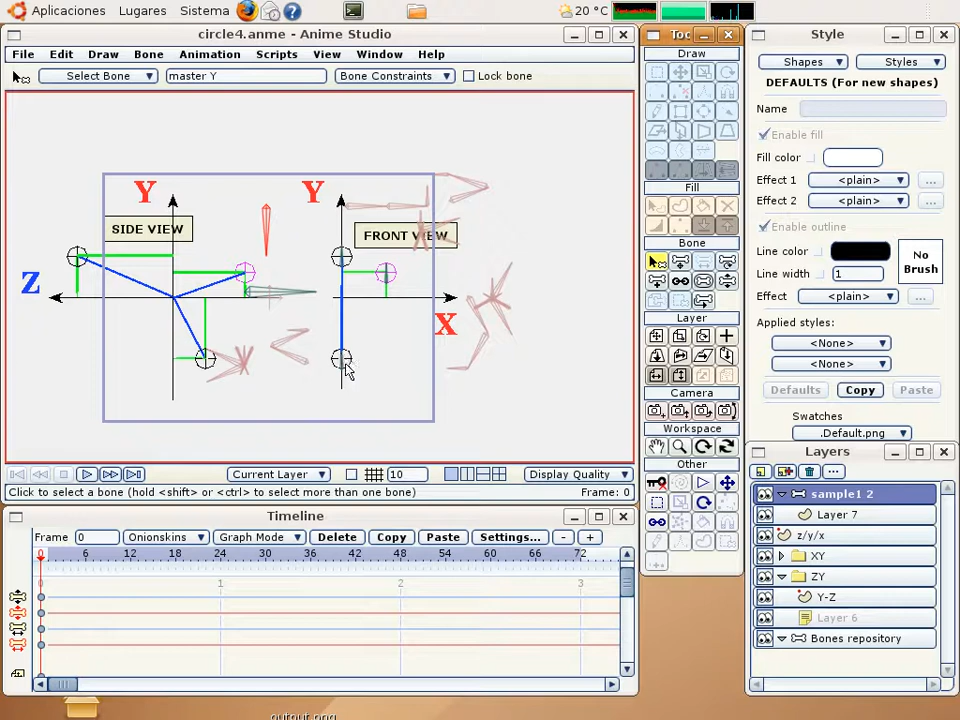 Aplicaciones Lugares Sistema 20 °C
circle4.anme - Anime Studio
File Edit Draw Bone Animation View Window Help
Select Bone master Y Bone Constraints Lock bone
Y Y
SIDE VIEW FRONT VIEW
Z
X
Current Layer 10 Display Quality
Click to select a bone (hold <shift> or <ctrl> to select more than one bone) Frame: 0
Timeline
Frame 0 Onionskins Graph Mode Delete Copy Paste Settings... - +
0 6 12 18 24 30 36 42 48 54 60 66 72
0 1 2 3
output.png
Draw
Fill
Bone
Layer
Camera
Workspace
Other
Style
Shapes Styles
DEFAULTS (For new shapes)
Name
Enable fill
Fill color
Effect 1 <plain> ...
Effect 2 <plain> ...
Enable outline
Line color
No
Brush
Line width 1
Effect <plain> ...
Applied styles:
<None>
<None>
Defaults Copy Paste
Swatches
.Default.png
Layers
sample1 2
Layer 7
z/y/x
XY
ZY
Y-Z
Layer 6
Bones repository